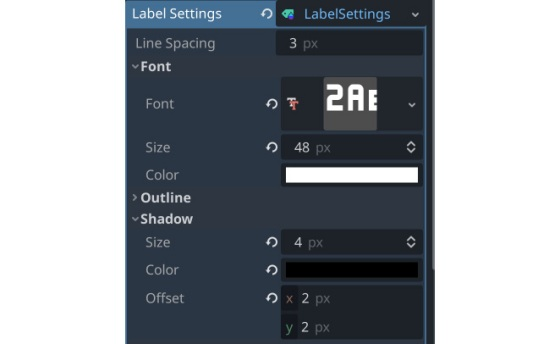 Label Settings LabelSettings
Line Spacing 3 px
Font
Font 2AE
Size 48 px
Color
Outline
Shadow
Size 4 px
Color
Offset x 2 px
y 2 px